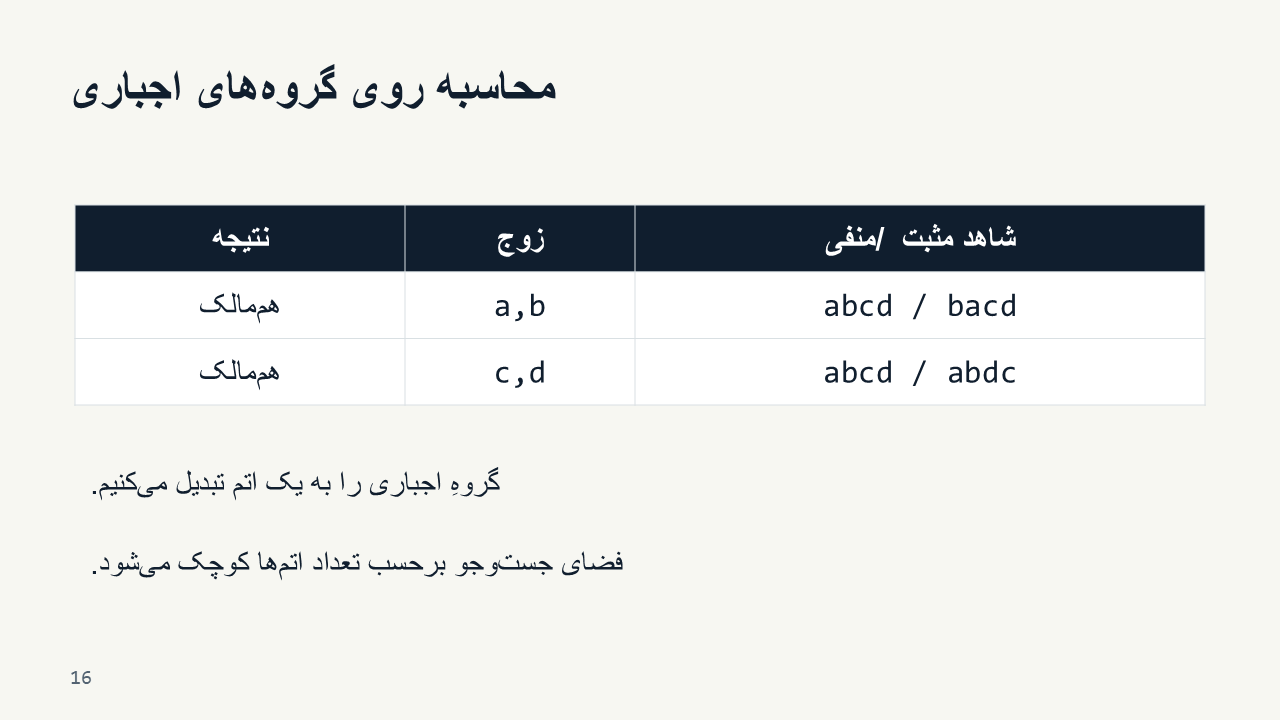 محاسبه روی گروه‌های اجباری
شاهد مثبت / منفی	زوج	نتیجه
abcd / bacd	a,b	هم‌مالک
abcd / abdc	c,d	هم‌مالک
گروهِ اجباری را به یک اتم تبدیل می‌کنیم.
فضای جست‌وجو برحسب تعداد اتم‌ها کوچک می‌شود.
16